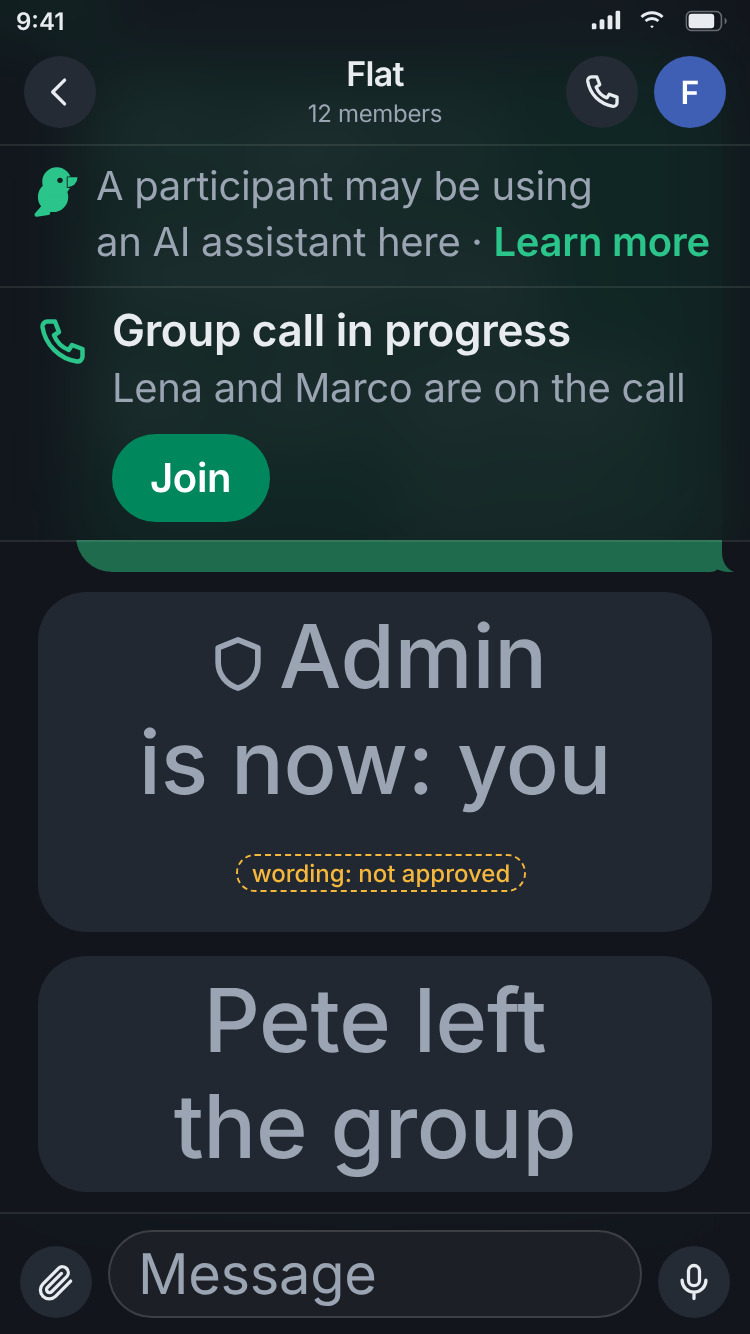 9:41
Flat
12 members
F
A participant may be using
an AI assistant here · Learn more
Group call in progress
Lena and Marco are on the call
Join
Admin
is now: you
wording: not approved
Pete left
the group
Message